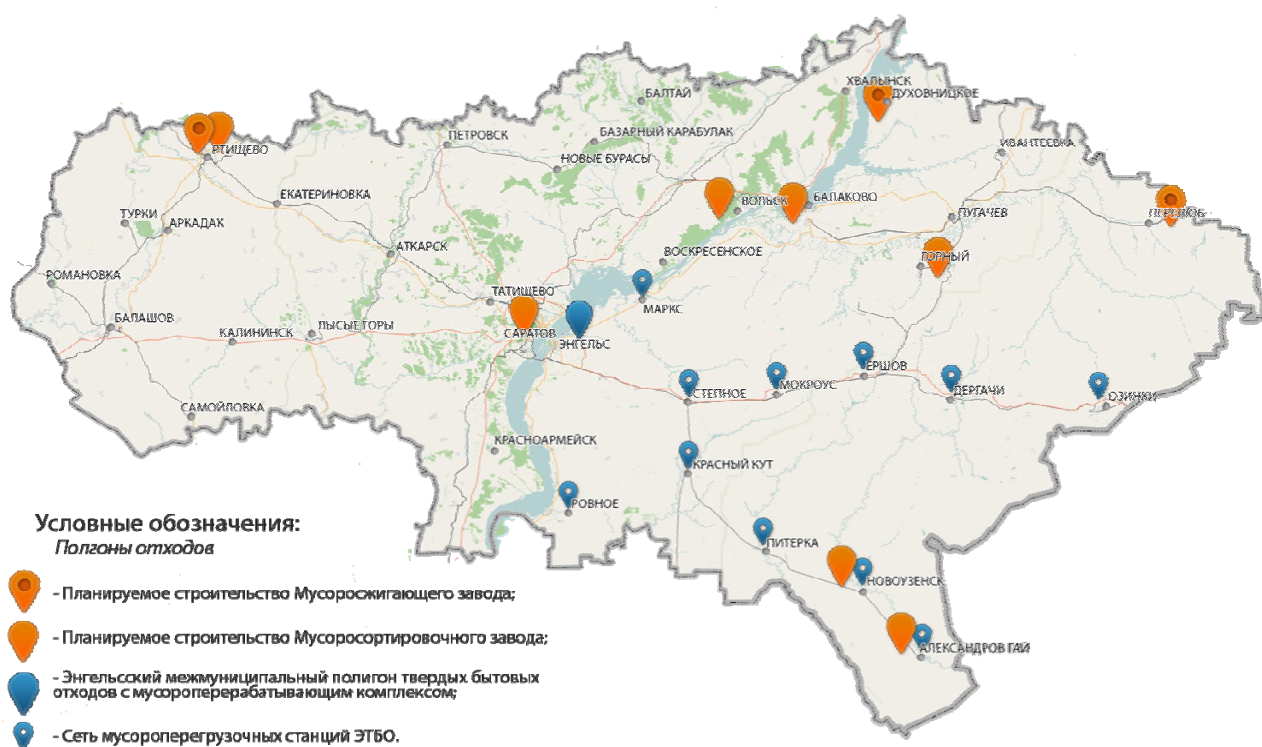 ХВАЛЫНСК
ДУХОВНИЦКОЕ
БАЛТАЙ
ПЕТРОВСК
БАЗАРНЫЙ КАРАБУЛАК
ИВАНТЕЕВКА
РТИЩЕВО
НОВЫЕ БУРАСЫ
ЕКАТЕРИНОВКА
ВОЛЬСК
БАЛАКОВО
ТУРКИ
АРКАДАК
ПУГАЧЕВ
ПЕРЕЛЮБ
АТКАРСК
ВОСКРЕСЕНСКОЕ
ГОРНЫЙ
РОМАНОВКА
ТАТИЩЕВО
МАРКС
БАЛАШОВ
КАЛИНИНСК
ЛЫСЫЕ ГОРЫ
САРАТОВ
ЭНГЕЛЬС
СТЕПНОЕ
МОКРОУС
ЕРШОВ
ДЕРГАЧИ
ОЗИНКИ
САМОЙЛОВКА
КРАСНОАРМЕЙСК
КРАСНЫЙ КУТ
РОВНОЕ
ПИТЕРКА
НОВОУЗЕНСК
АЛЕКСАНДРОВ ГАЙ
Условные обозначения:
Полгоны отходов
- Планируемое строительство Мусоросжигающего завода;
- Планируемое строительство Мусоросортировочного завода;
- Энгельсский межмуниципальный полигон твердых бытовых
отходов с мусороперерабатывающим комплексом;
- Сеть мусороперегрузочных станций ЭТБО.